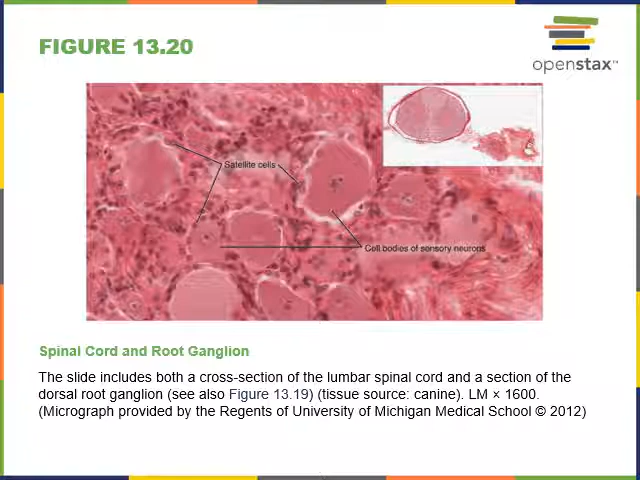 FIGURE 13.20
openstax™
Satellite cells
Cell bodies of sensory neurons
Spinal Cord and Root Ganglion
The slide includes both a cross-section of the lumbar spinal cord and a section of the
dorsal root ganglion (see also Figure 13.19) (tissue source: canine). LM × 1600.
(Micrograph provided by the Regents of University of Michigan Medical School © 2012)